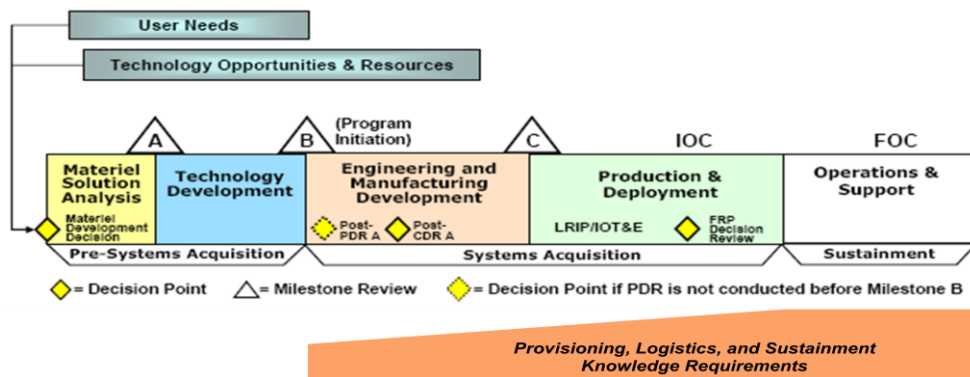 User Needs
Technology Opportunities & Resources
A
B
(Program
Initiation)
C
IOC
FOC
Materiel
Solution
Analysis
Materiel
Development
Decision
Technology
Development
Engineering and
Manufacturing
Development
Post-
PDR A
Post-
CDR A
Production &
Deployment
LRIP/IOT&E
FRP
Decision
Review
Operations &
Support
Pre-Systems Acquisition
Systems Acquisition
Sustainment
= Decision Point
= Milestone Review
= Decision Point if PDR is not conducted before Milestone B
Provisioning, Logistics, and Sustainment
Knowledge Requirements